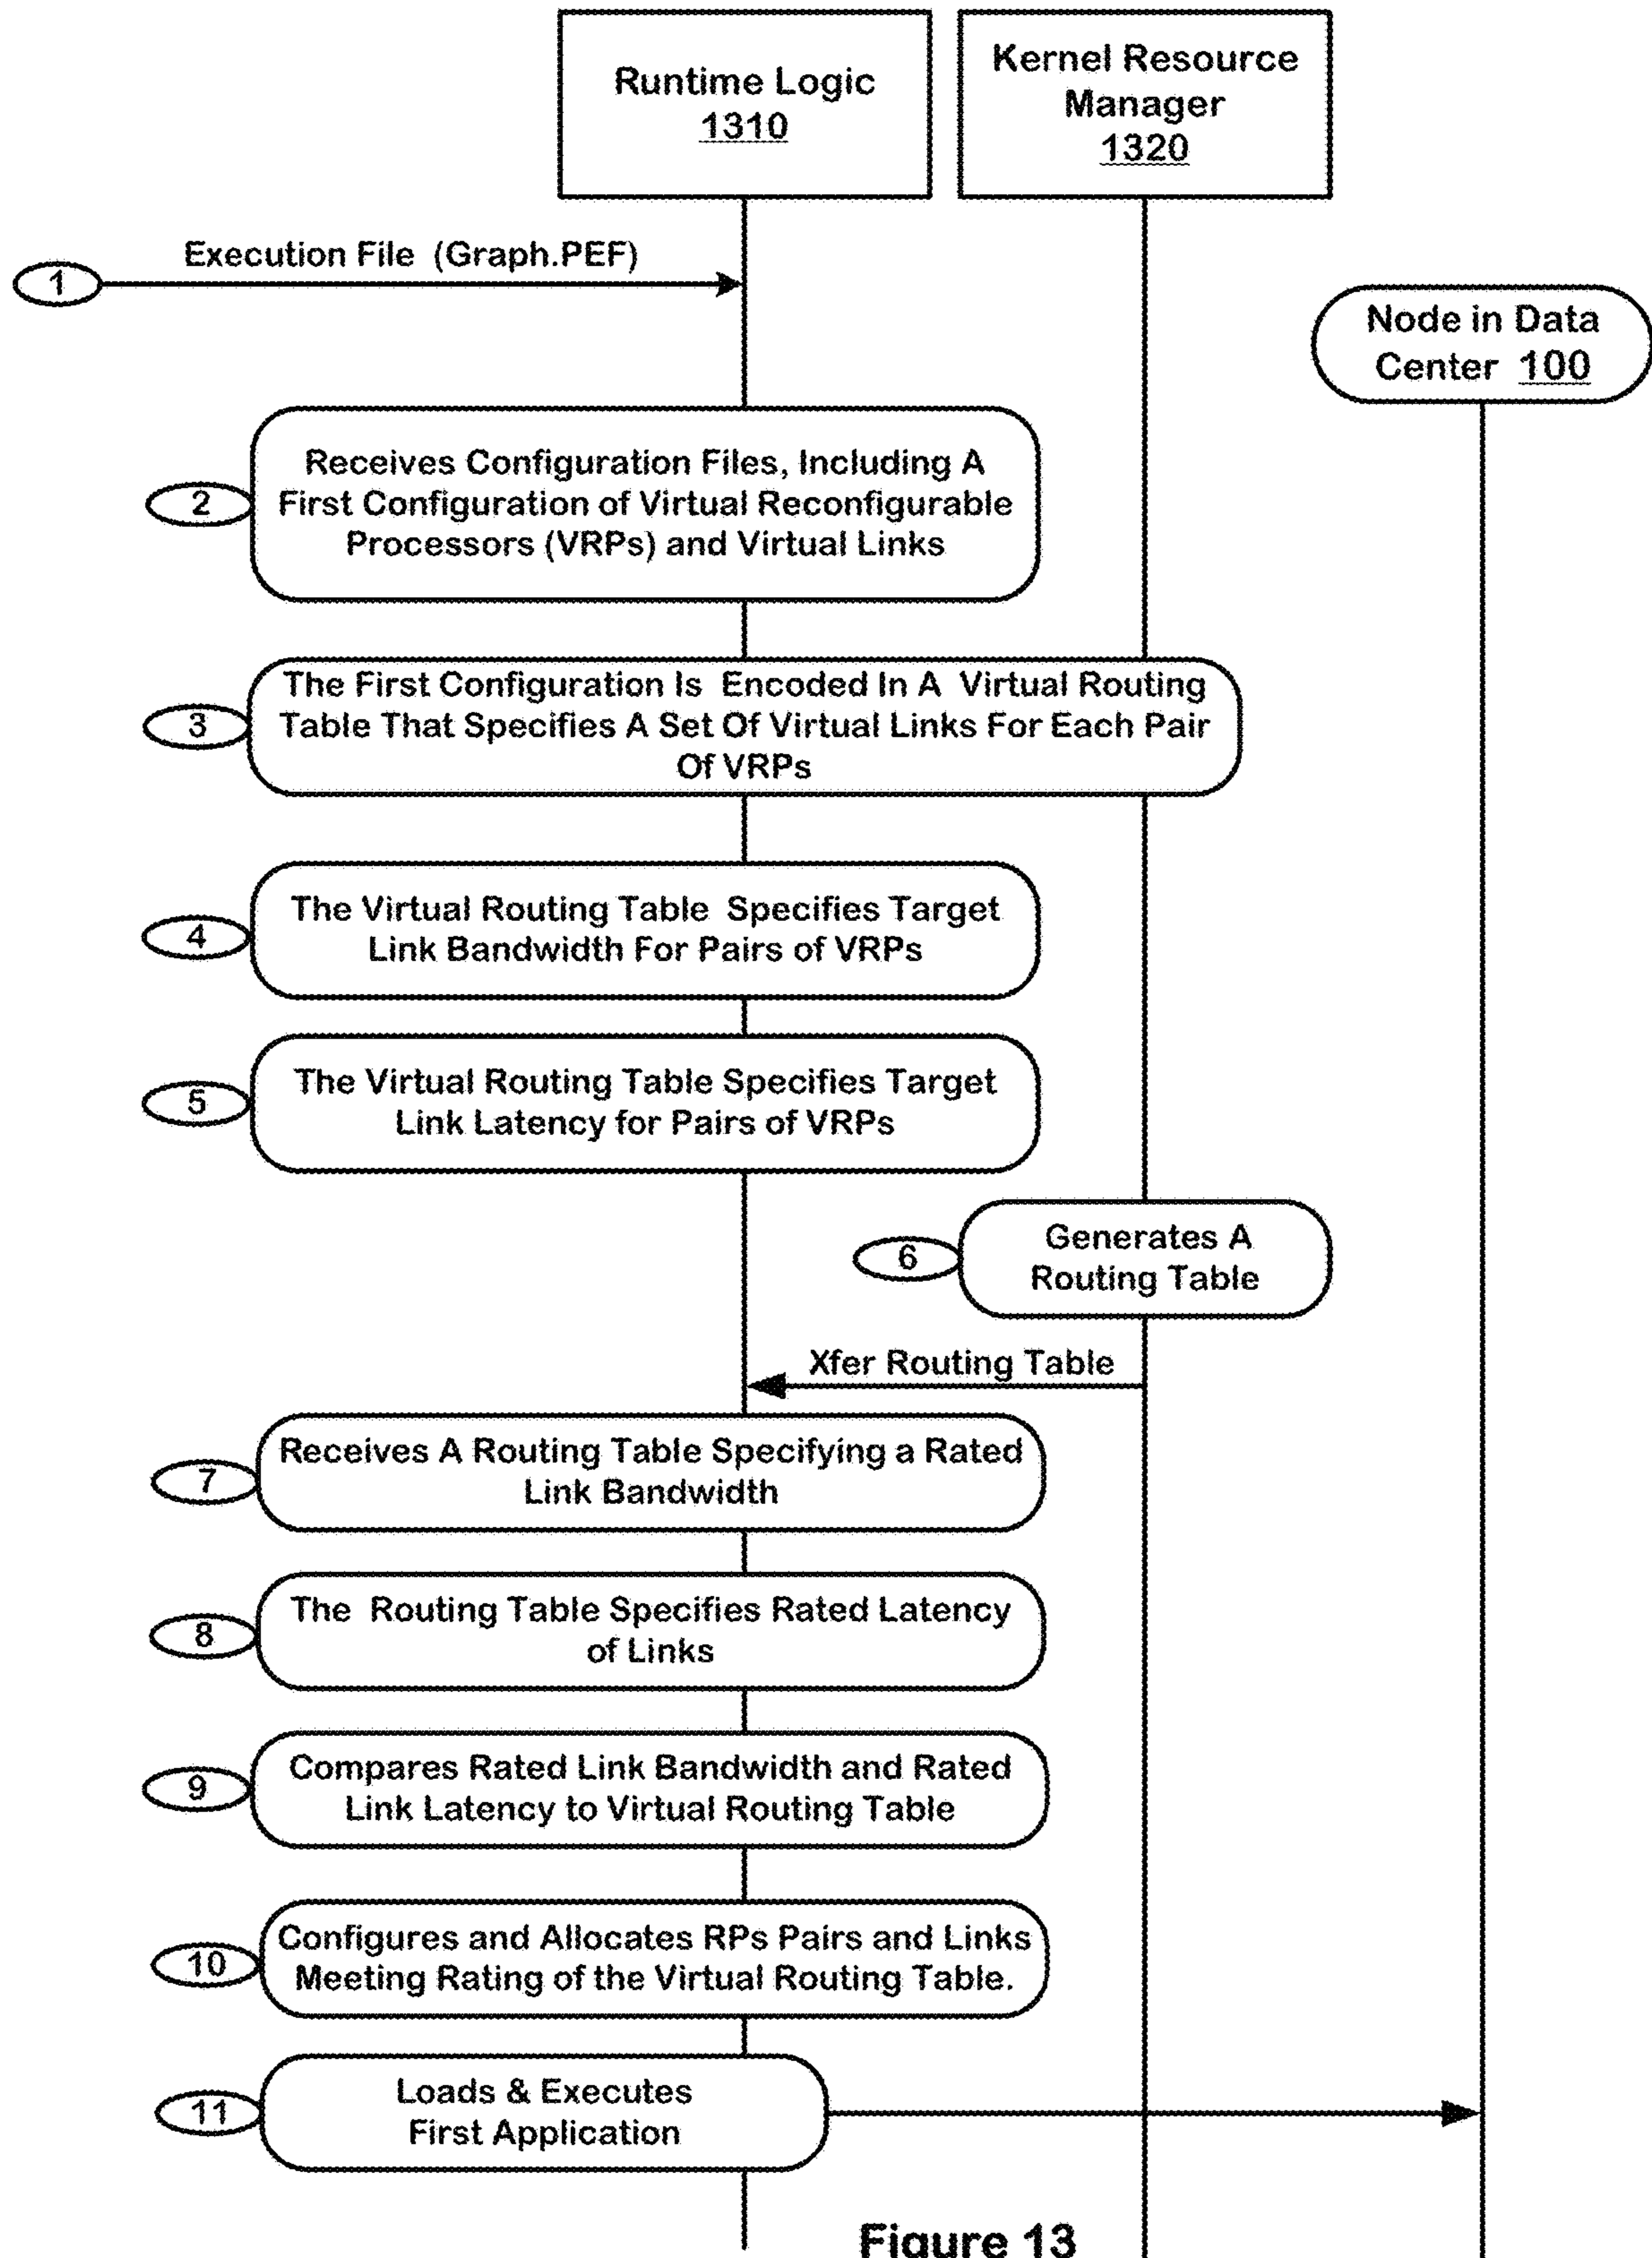 Runtime Logic
1310
Kernel Resource
Manager
1320
Execution File (Graph.PEF)
1
Node in Data
Center 100
2
Receives Configuration Files, Including A
First Configuration of Virtual Reconfigurable
Processors (VRPs) and Virtual Links
3
The First Configuration Is Encoded In A Virtual Routing
Table That Specifies A Set Of Virtual Links For Each Pair
Of VRPs
4
The Virtual Routing Table Specifies Target
Link Bandwidth For Pairs of VRPs
5
The Virtual Routing Table Specifies Target
Link Latency for Pairs of VRPs
6
Generates A
Routing Table
Xfer Routing Table
7
Receives A Routing Table Specifying a Rated
Link Bandwidth
8
The Routing Table Specifies Rated Latency
of Links
9
Compares Rated Link Bandwidth and Rated
Link Latency to Virtual Routing Table
10
Configures and Allocates RPs Pairs and Links
Meeting Rating of the Virtual Routing Table.
11
Loads & Executes
First Application
Figure 13